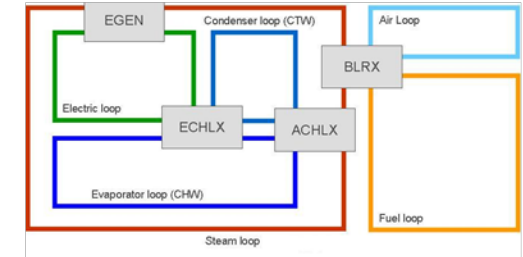 EGEN
Condenser loop (CTW)
Air Loop
BLRX
Electric loop
ECHLX
ACHLX
Evaporator loop (CHW)
Fuel loop
Steam loop